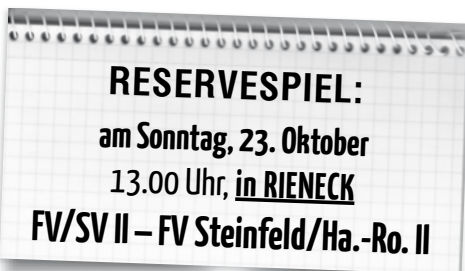 RESERVESPIEL:
am Sonntag, 23. Oktober
13.00 Uhr, in RIENECK
FV/SV II – FV Steinfeld/Ha.-Ro. II